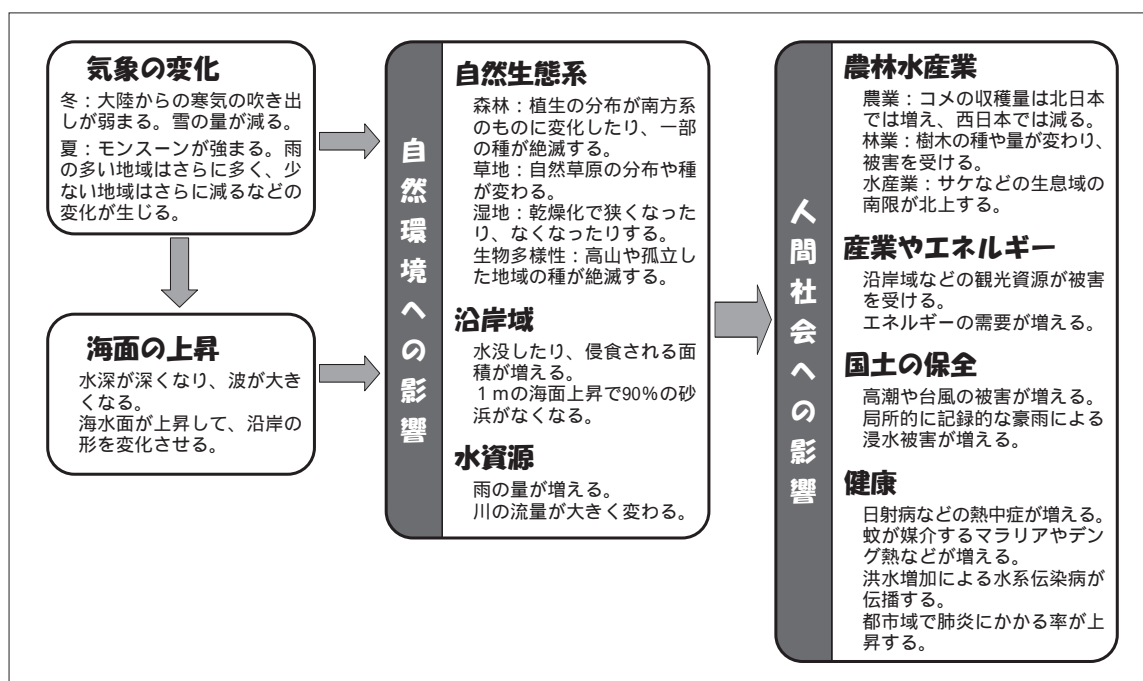 気象の変化
冬：大陸からの寒気の吹き出
しが弱まる。雪の量が減る。
夏：モンスーンが強まる。雨
の多い地域はさらに多く、少
ない地域はさらに減るなどの
変化が生じる。
海面の上昇
水深が深くなり、波が大き
くなる。
海水面が上昇して、沿岸の
形を変化させる。
自然環境への影響
自然生態系
森林：植生の分布が南方系
のものに変化したり、一部
の種が絶滅する。
草地：自然草原の分布や種
が変わる。
湿地：乾燥化で狭くなった
り、なくなったりする。
生物多様性：高山や孤立し
た地域の種が絶滅する。
沿岸域
水没したり、侵食される面
積が増える。
１ｍの海面上昇で90％の砂
浜がなくなる。
水資源
雨の量が増える。
川の流量が大きく変わる。
人間社会への影響
農林水産業
農業：コメの収穫量は北日本
では増え、西日本では減る。
林業：樹木の種や量が変わり、
被害を受ける。
水産業：サケなどの生息域の
南限が北上する。
産業やエネルギー
沿岸域などの観光資源が被害
を受ける。
エネルギーの需要が増える。
国土の保全
高潮や台風の被害が増える。
局所的に記録的な豪雨による
浸水被害が増える。
健康
日射病などの熱中症が増える。
蚊が媒介するマラリアやデン
グ熱などが増える。
洪水増加による水系伝染病が
伝播する。
都市域で肺炎にかかる率が上
昇する。